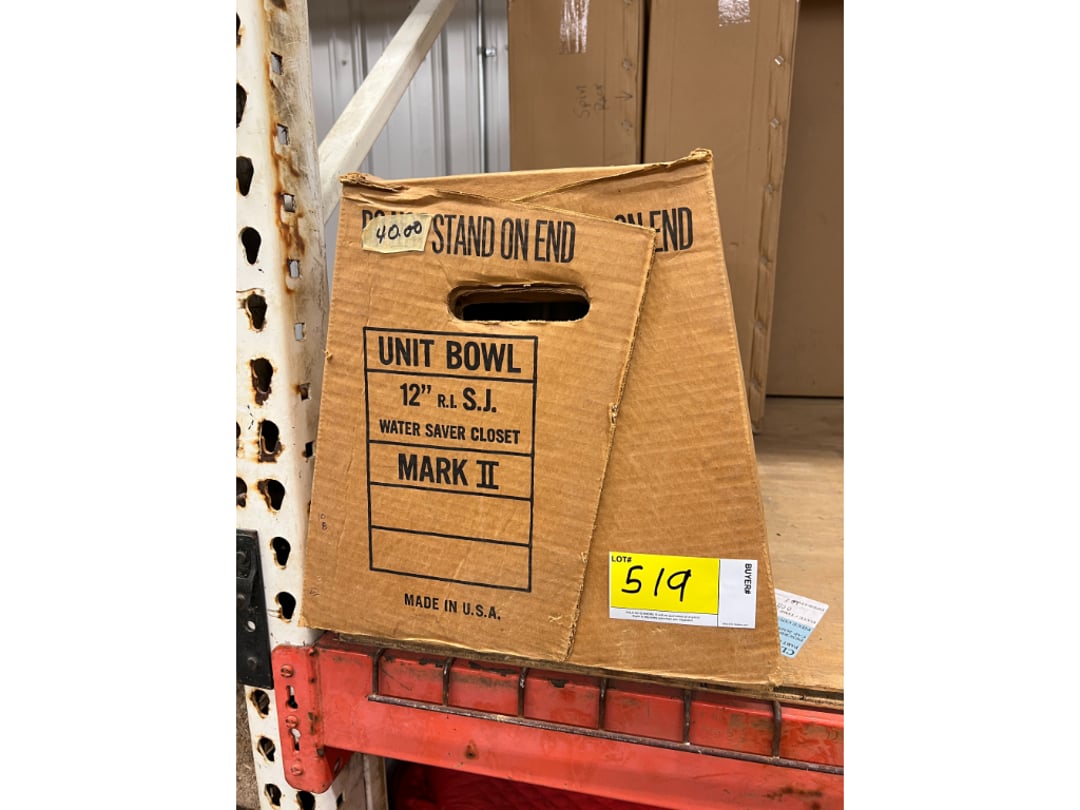 STAND ON END
ON END
40.00
UNIT BOWL
12” R.I. S.J.
WATER SAVER CLOSET
MARK II
MADE IN U.S.A.
LOT#
519
BUYER#